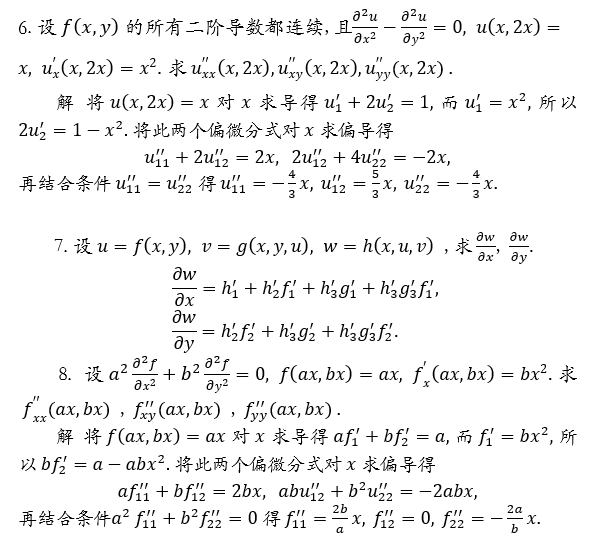 6. 设 f(x,y) 的所有二阶导数都连续, 且 ∂²u/∂x² − ∂²u/∂y² = 0, u(x,2x) =
x, u′ₓ(x,2x) = x². 求u″ₓₓ(x,2x), u″ₓᵧ(x,2x), u″ᵧᵧ(x,2x) .
解 将 u(x,2x) = x 对 x 求导得 u′₁ + 2u′₂ = 1, 而 u′₁ = x², 所以
2u′₂ = 1 − x². 将此两个偏微分式对 x 求偏导得
u″₁₁ + 2u″₁₂ = 2x, 2u″₁₂ + 4u″₂₂ = −2x,
再结合条件 u″₁₁ = u″₂₂ 得 u″₁₁ = −4/3 x, u″₁₂ = 5/3 x, u″₂₂ = −4/3 x.
7. 设 u = f(x,y), v = g(x,y,u), w = h(x,u,v) , 求 ∂w/∂x, ∂w/∂y.
∂w/∂x = h′₁ + h′₂f′₁ + h′₃g′₁ + h′₃g′₃f′₁,
∂w/∂y = h′₂f′₂ + h′₃g′₂ + h′₃g′₃f′₂.
8. 设 a² ∂²f/∂x² + b² ∂²f/∂y² = 0, f(ax,bx) = ax, f′ₓ(ax,bx) = bx². 求
f″ₓₓ(ax,bx) , f″ₓᵧ(ax,bx) , f″ᵧᵧ(ax,bx) .
解 将 f(ax,bx) = ax 对 x 求导得 af′₁ + bf′₂ = a, 而 f′₁ = bx², 所
以 bf′₂ = a − abx². 将此两个偏微分式对 x 求偏导得
af″₁₁ + bf″₁₂ = 2bx, abu″₁₂ + b²u″₂₂ = −2abx,
再结合条件a² f″₁₁ + b²f″₂₂ = 0 得 f″₁₁ = 2b/a x, f″₁₂ = 0, f″₂₂ = −2a/b x.